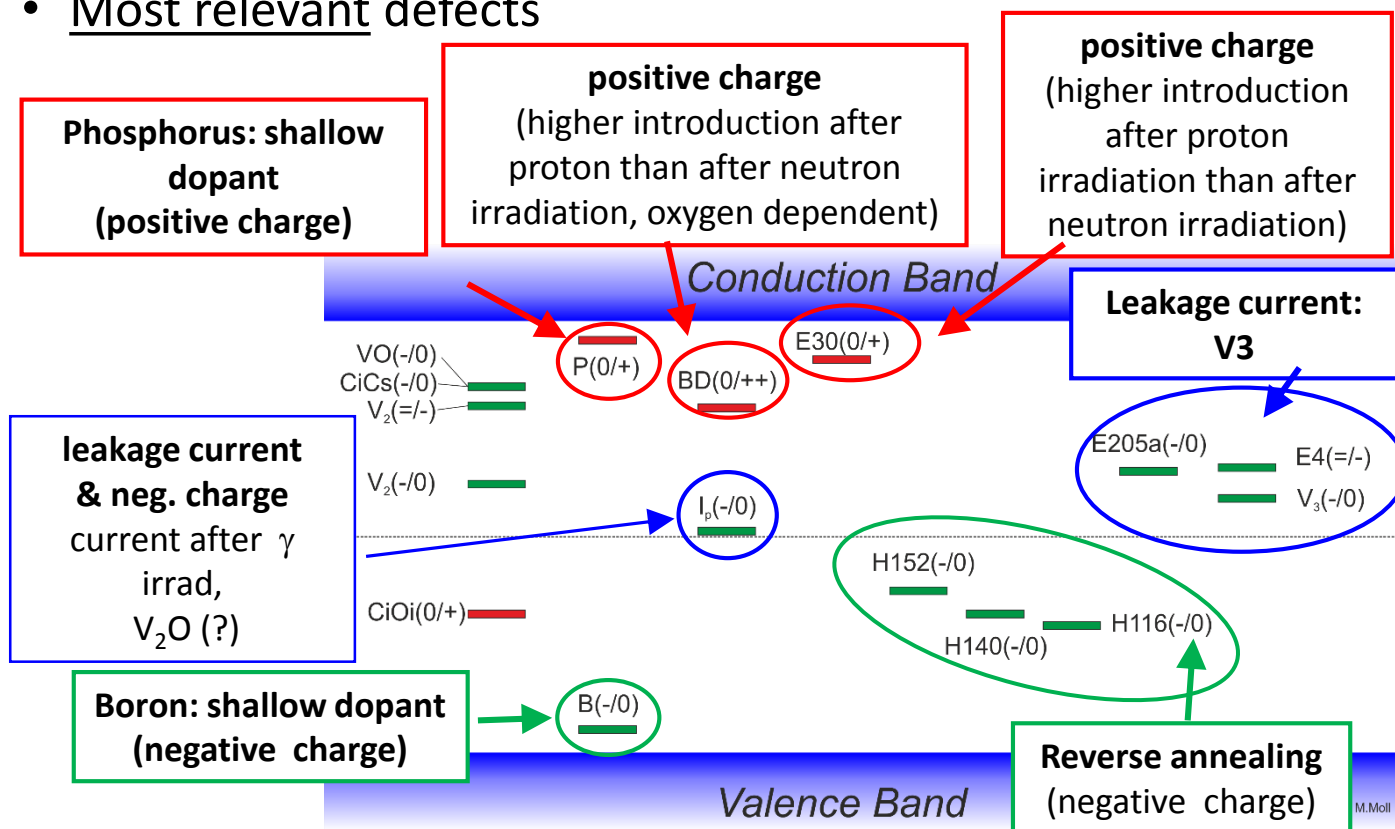 • Most relevant defects
Phosphorus: shallow
dopant
(positive charge)
positive charge
(higher introduction after
proton than after neutron
irradiation, oxygen dependent)
positive charge
(higher introduction
after proton
irradiation than after
neutron irradiation)
Conduction Band
Leakage current:
V3
VO(-/0)
CiCs(-/0)
V₂(=/-)
P(0/+)
BD(0/++)
E30(0/+)
leakage current
& neg. charge
current after γ
irrad,
V₂O (?)
V₂(-/0)
Iₚ(-/0)
E205a(-/0)
E4(=/-)
V₃(-/0)
CiOi(0/+)
H152(-/0)
H140(-/0)
H116(-/0)
Boron: shallow dopant
(negative charge)
B(-/0)
Reverse annealing
(negative charge)
Valence Band
M.Moll